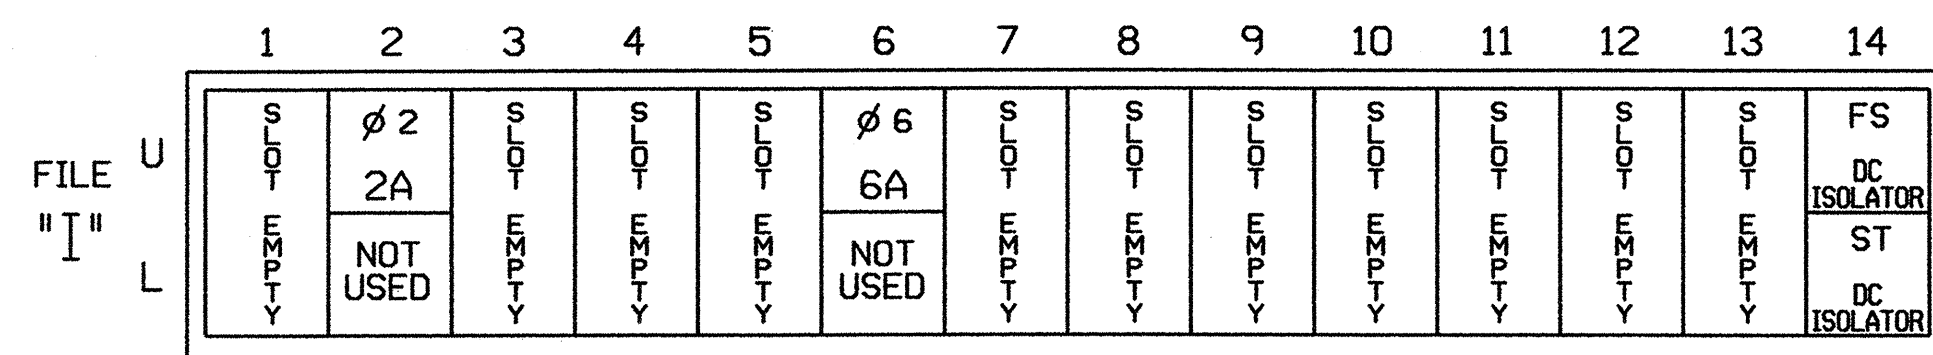 1 2 3 4 5 6 7 8 9 10 11 12 13 14
FILE
"I"
U
L
SLOT EMPTY
Ø 2
2A
NOT
USED
SLOT EMPTY
SLOT EMPTY
SLOT EMPTY
Ø 6
6A
NOT
USED
SLOT EMPTY
SLOT EMPTY
SLOT EMPTY
SLOT EMPTY
SLOT EMPTY
SLOT EMPTY
SLOT EMPTY
FS
DC
ISOLATOR
ST
DC
ISOLATOR